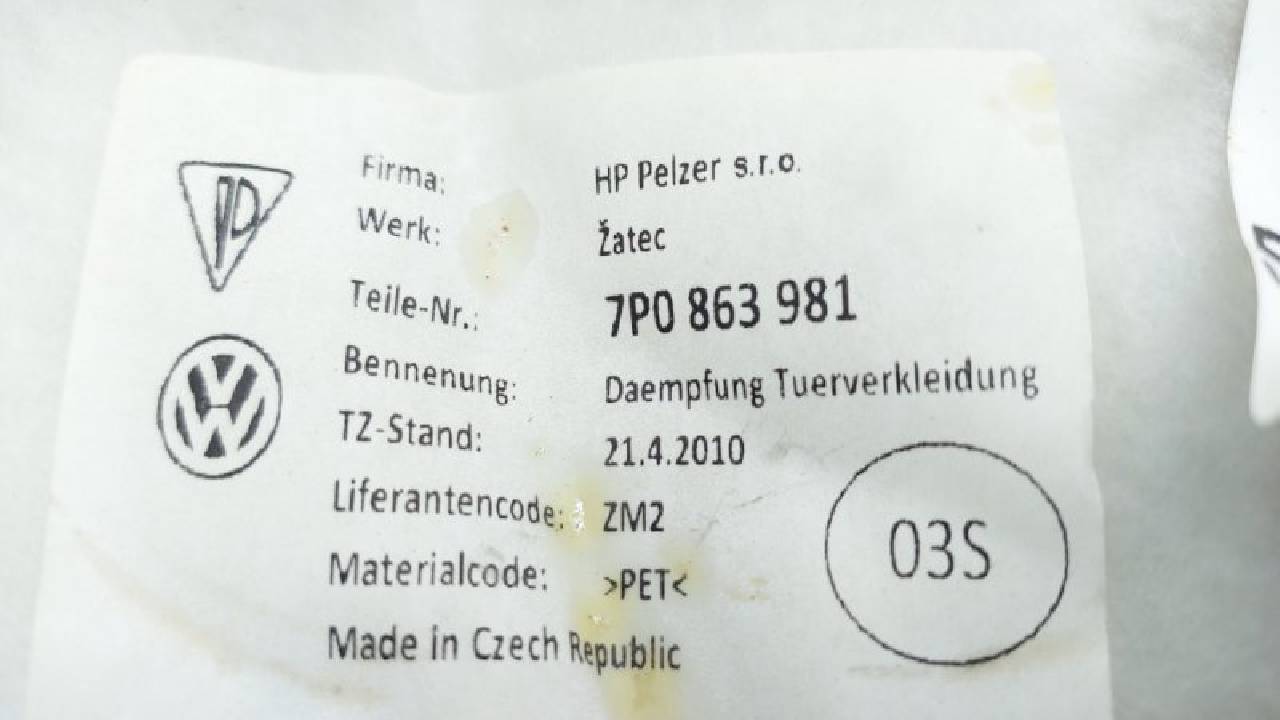 Firma: HP Pelzer s.r.o.
Werk: Žatec
Teile-Nr.: 7P0 863 981
Bennenung: Daempfung Tuerverkleidung
TZ-Stand: 21.4.2010
Liferantencode: ZM2
Materialcode: >PET<
Made in Czech Republic
03S